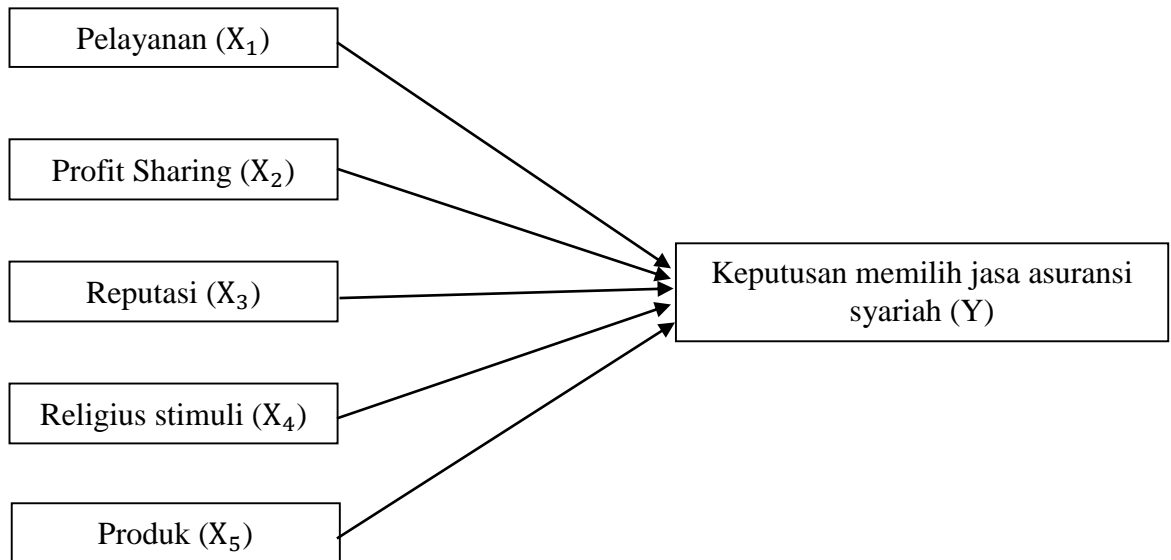 Pelayanan (X₁)
Profit Sharing (X₂)
Reputasi (X₃)
Religius stimuli (X₄)
Produk (X₅)
Keputusan memilih jasa asuransi
syariah (Y)